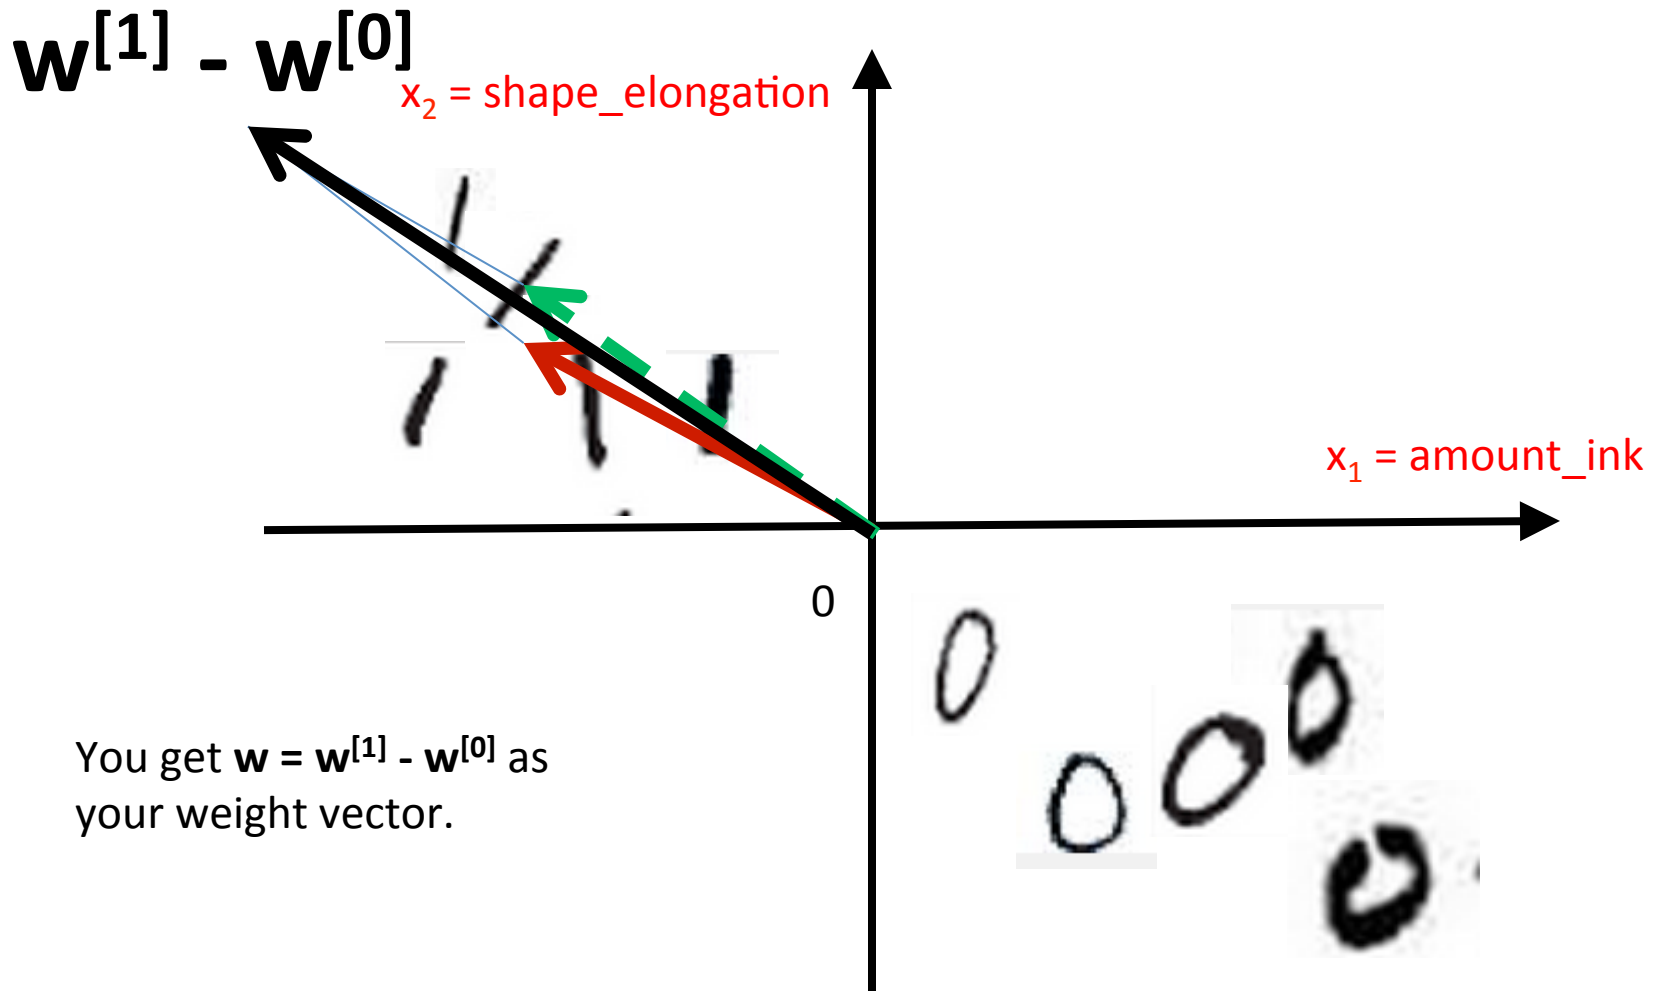 w[1] - w[0]
x2 = shape_elongation
x1 = amount_ink
0
You get w = w[1] - w[0] as
your weight vector.